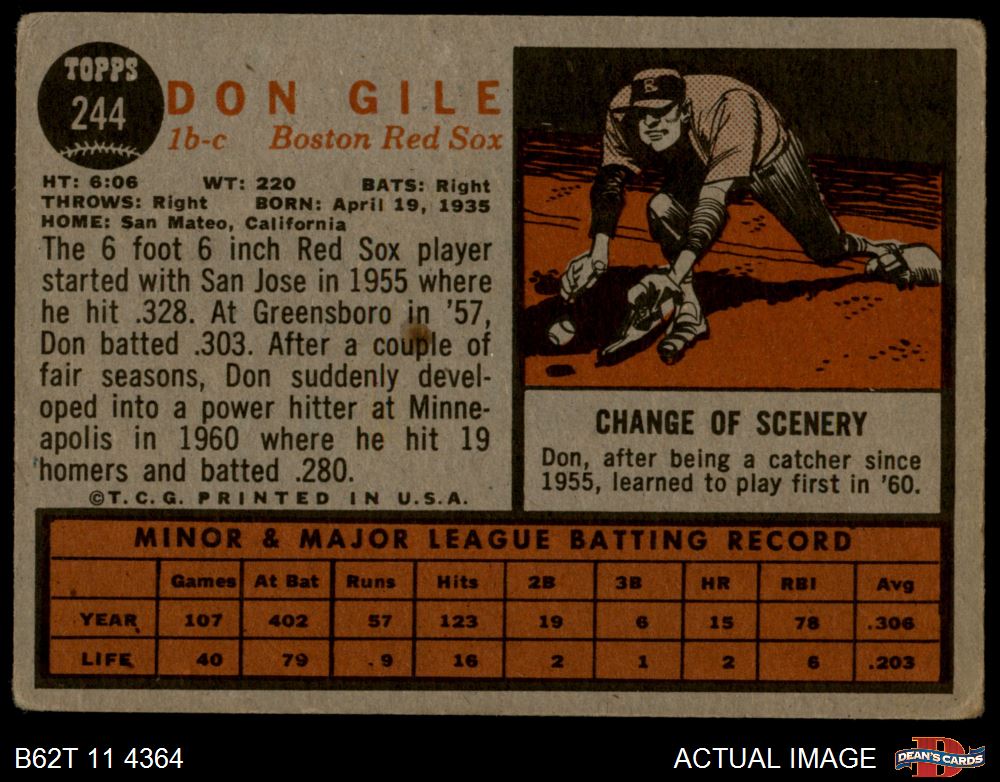 TOPPS
244
DON GILE
1b-c Boston Red Sox
HT: 6:06 WT: 220 BATS: Right
THROWS: Right BORN: April 19, 1935
HOME: San Mateo, California
The 6 foot 6 inch Red Sox player
started with San Jose in 1955 where
he hit .328. At Greensboro in '57,
Don batted .303. After a couple of
fair seasons, Don suddenly devel-
oped into a power hitter at Minne-
apolis in 1960 where he hit 19
homers and batted .280.
©T.C.G. PRINTED IN U.S.A.
B
CHANGE OF SCENERY
Don, after being a catcher since
1955, learned to play first in '60.
MINOR & MAJOR LEAGUE BATTING RECORD
Games At Bat Runs Hits 2B 3B HR RBI Avg
YEAR 107 402 57 123 19 6 15 78 .306
LIFE 40 79 9 16 2 1 2 6 .203
B62T 11 4364
ACTUAL IMAGE
D
DEAN'S CARDS